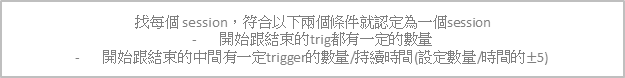 找每個 session，符合以下兩個條件就認定為一個session
- 開始跟結束的trig都有一定的數量
- 開始跟結束的中間有一定trigger的數量/持續時間(設定數量/時間的±5)